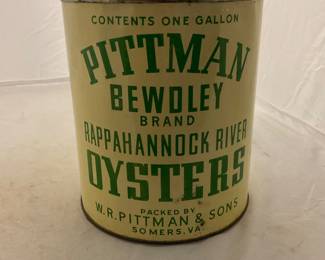 CONTENTS ONE GALLON
PITTMAN
BEWDLEY
BRAND
RAPPAHANNOCK RIVER
OYSTERS
PACKED BY
W.R. PITTMAN & SONS
SOMERS, VA.